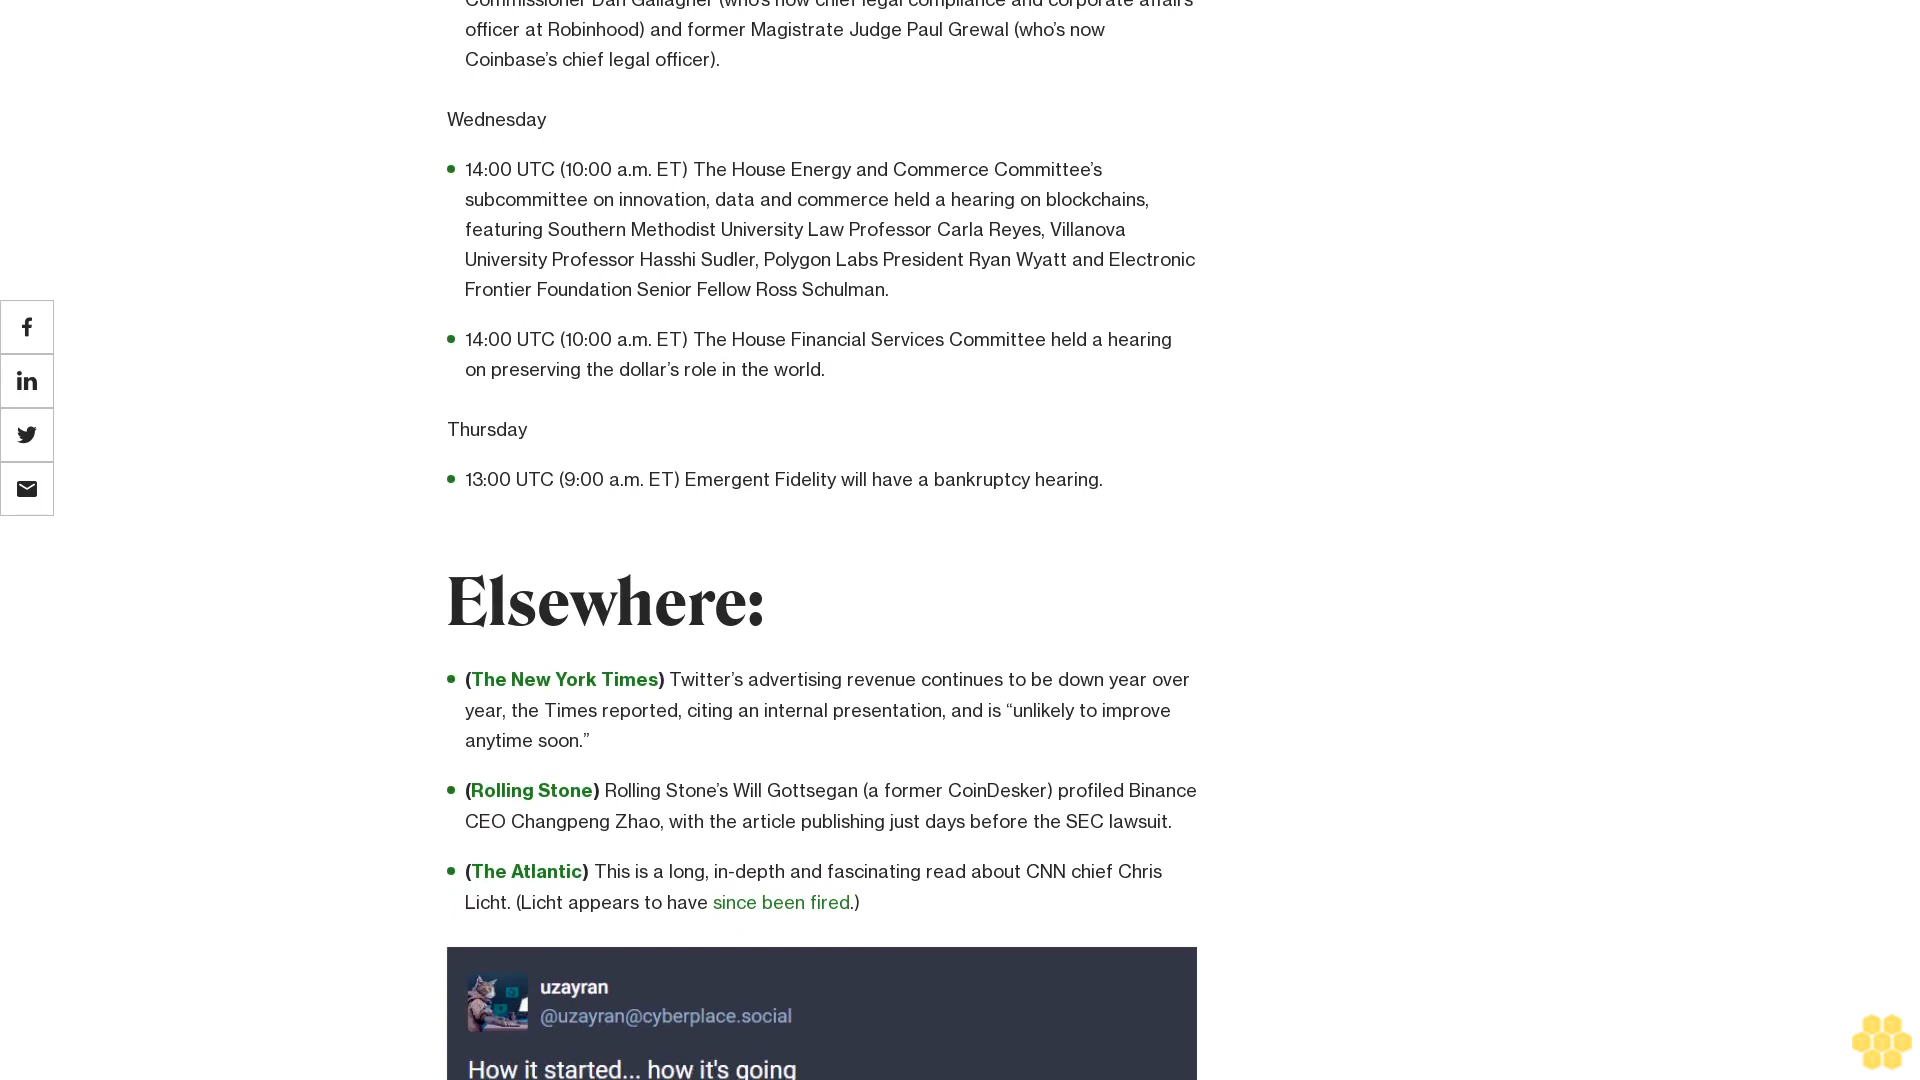 Commissioner Dan Gallagher (who’s now chief legal compliance and corporate affairs
officer at Robinhood) and former Magistrate Judge Paul Grewal (who’s now
Coinbase’s chief legal officer).
Wednesday
14:00 UTC (10:00 a.m. ET) The House Energy and Commerce Committee’s
subcommittee on innovation, data and commerce held a hearing on blockchains,
featuring Southern Methodist University Law Professor Carla Reyes, Villanova
University Professor Hasshi Sudler, Polygon Labs President Ryan Wyatt and Electronic
Frontier Foundation Senior Fellow Ross Schulman.
14:00 UTC (10:00 a.m. ET) The House Financial Services Committee held a hearing
on preserving the dollar’s role in the world.
Thursday
13:00 UTC (9:00 a.m. ET) Emergent Fidelity will have a bankruptcy hearing.
Elsewhere:
(The New York Times) Twitter’s advertising revenue continues to be down year over
year, the Times reported, citing an internal presentation, and is “unlikely to improve
anytime soon.”
(Rolling Stone) Rolling Stone’s Will Gottsegan (a former CoinDesker) profiled Binance
CEO Changpeng Zhao, with the article publishing just days before the SEC lawsuit.
(The Atlantic) This is a long, in-depth and fascinating read about CNN chief Chris
Licht. (Licht appears to have since been fired.)
uzayran
@uzayran@cyberplace.social
How it started... how it's going